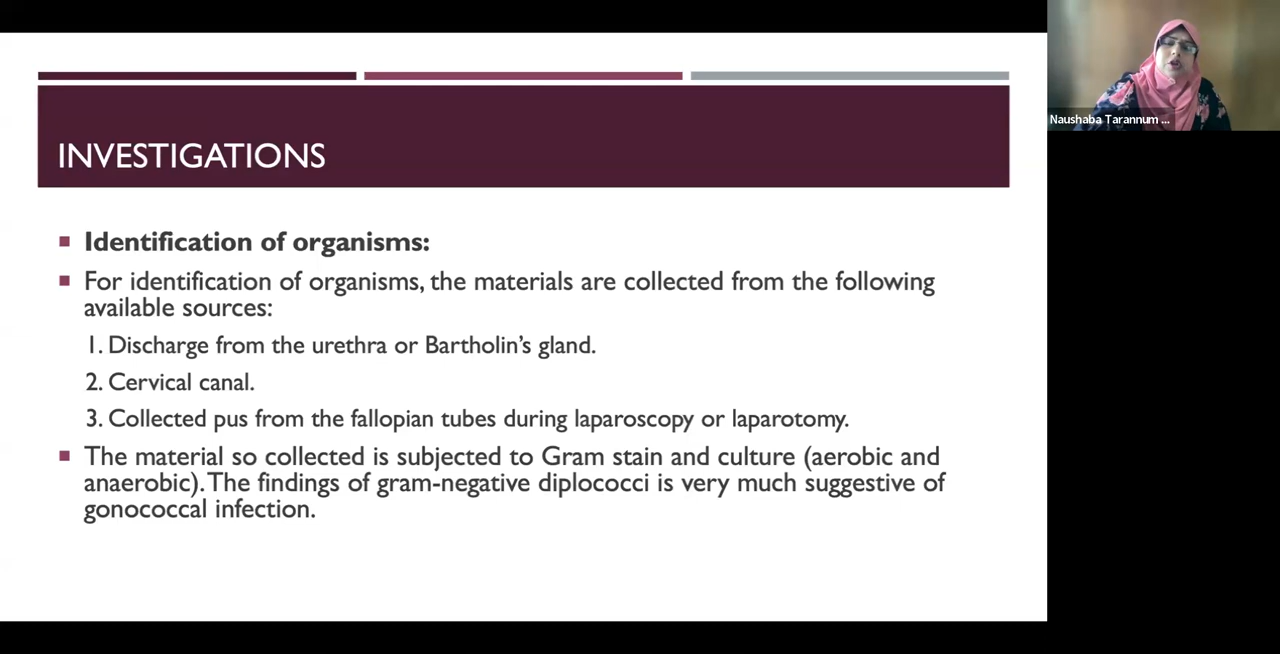 INVESTIGATIONS
Identification of organisms:
For identification of organisms, the materials are collected from the following
available sources:
1. Discharge from the urethra or Bartholin's gland.
2. Cervical canal.
3. Collected pus from the fallopian tubes during laparoscopy or laparotomy.
The material so collected is subjected to Gram stain and culture (aerobic and
anaerobic). The findings of gram-negative diplococci is very much suggestive of
gonococcal infection.
Naushaba Tarannum ...